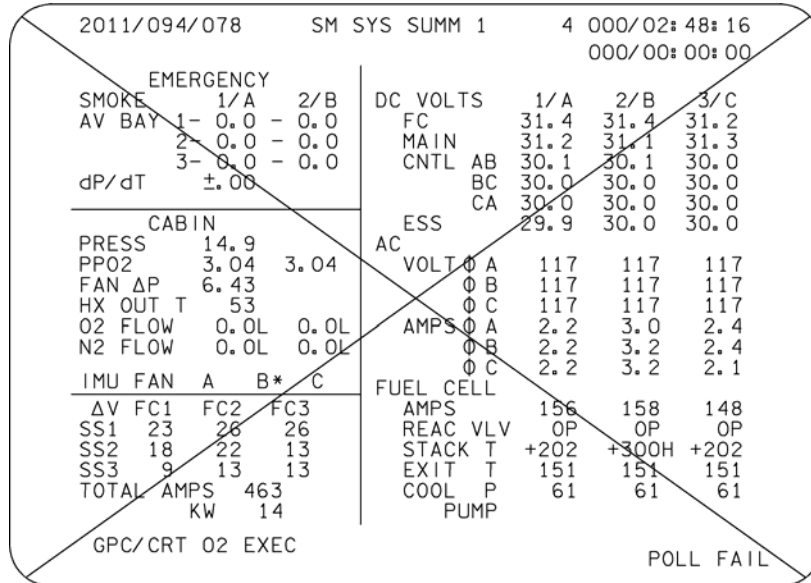 2011/094/078 SM SYS SUMM 1 4 000/02:48:16
000/00:00:00
EMERGENCY
SMOKE 1/A 2/B
AV BAY 1- 0.0 - 0.0
2- 0.0 - 0.0
3- 0.0 - 0.0
dP/dT ±.00
CABIN
PRESS 14.9
PPO2 3.04 3.04
FAN ΔP 6.43
HX OUT T 53
O2 FLOW 0.0L 0.0L
N2 FLOW 0.0L 0.0L
IMU FAN A B* C
ΔV FC1 FC2 FC3
SS1 23 26 26
SS2 18 22 13
SS3 9 13 13
TOTAL AMPS 463
KW 14
DC VOLTS 1/A 2/B 3/C
FC 31.4 31.4 31.2
MAIN 31.2 31.1 31.3
CNTL AB 30.1 30.1 30.0
BC 30.0 30.0 30.0
CA 30.0 30.0 30.0
ESS 29.9 30.0 30.0
AC
VOLT ϕ A 117 117 117
ϕ B 117 117 117
ϕ C 117 117 117
AMPS ϕ A 2.2 3.0 2.4
ϕ B 2.2 3.2 2.4
ϕ C 2.2 3.2 2.1
FUEL CELL
AMPS 156 158 148
REAC VLV OP OP OP
STACK T +202 +300H +202
EXIT T 151 151 151
COOL P 61 61 61
PUMP
GPC/CRT 02 EXEC
POLL FAIL